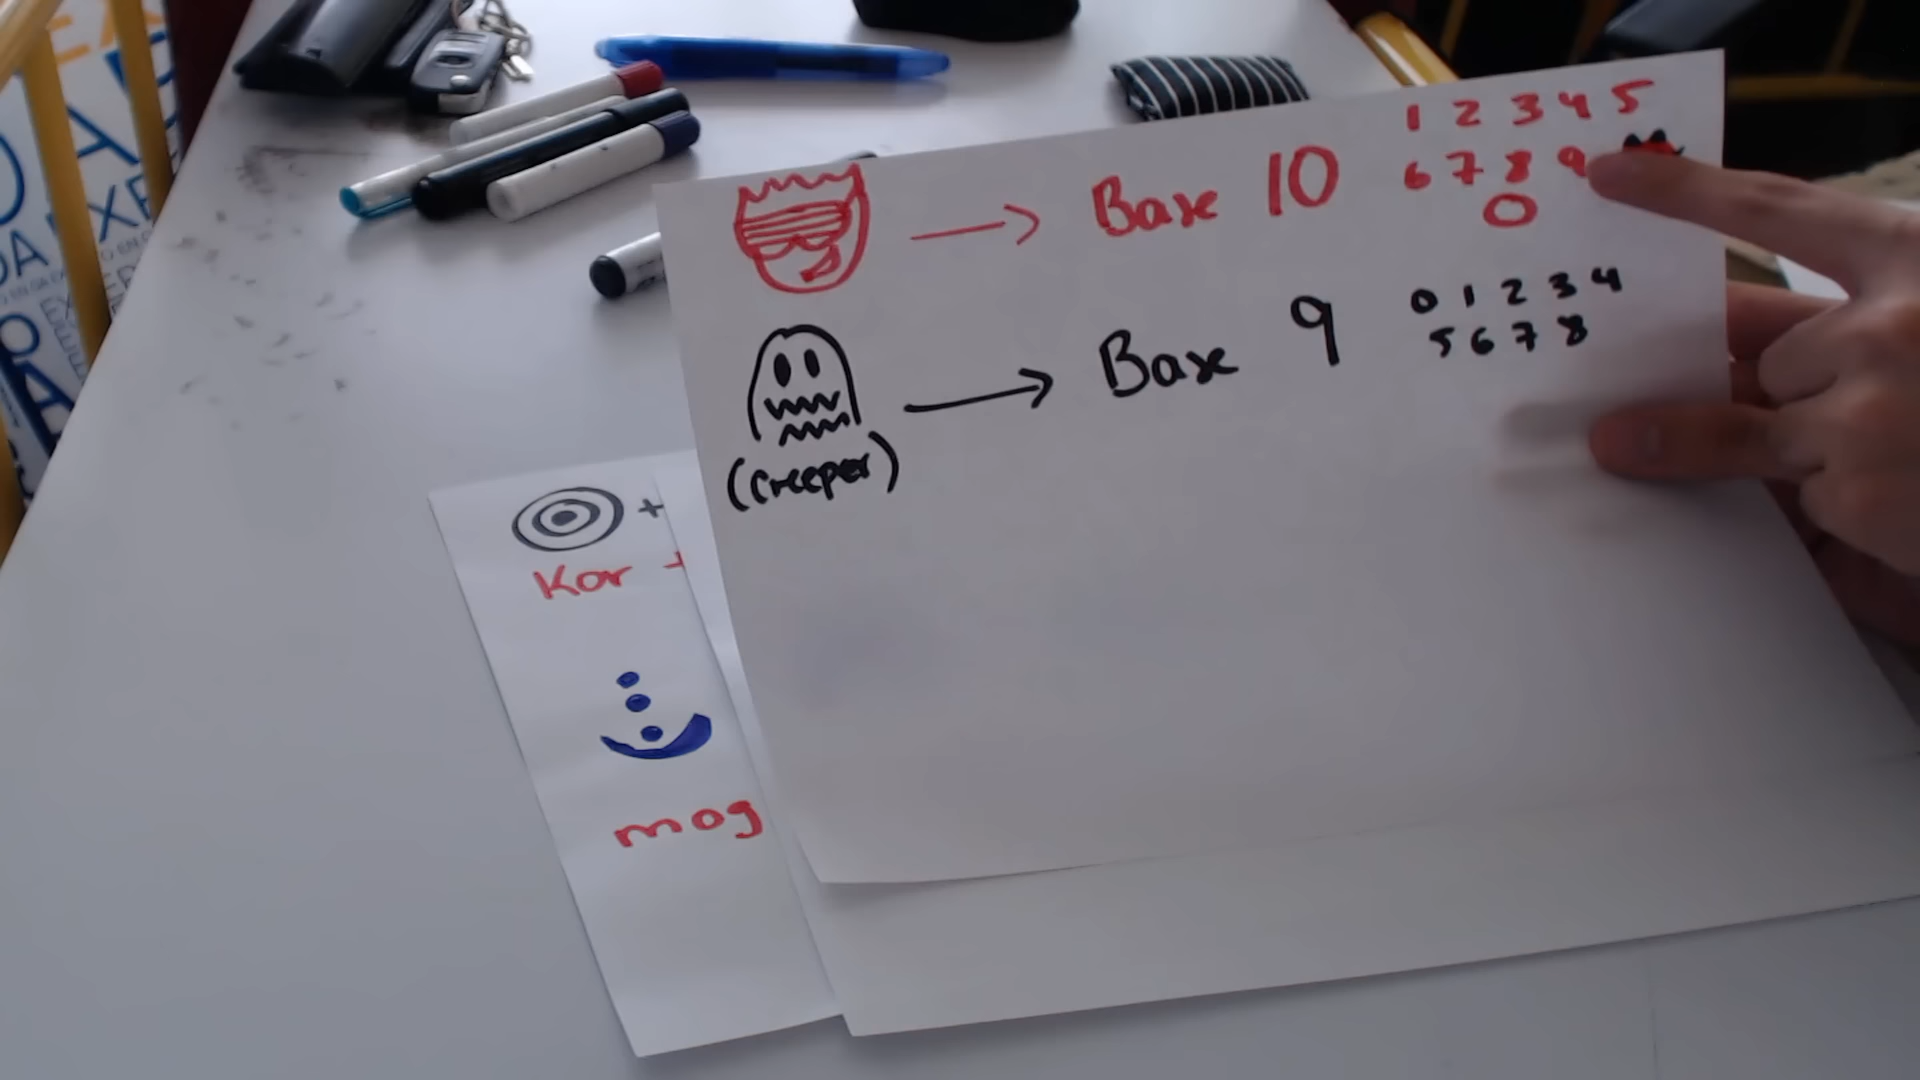 1 2 3 4 5
Base 10 6 7 8 9
0
Base 9 0 1 2 3 4
5 6 7 8
(Creeper)
+
Kor +
mog